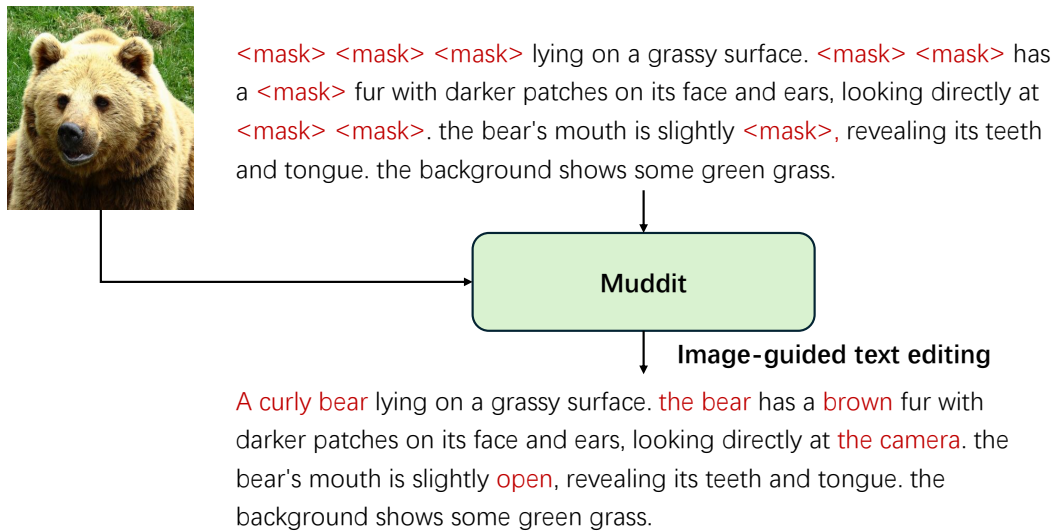 <mask> <mask> <mask> lying on a grassy surface. <mask> <mask> has
a <mask> fur with darker patches on its face and ears, looking directly at
<mask> <mask>. the bear's mouth is slightly <mask>, revealing its teeth
and tongue. the background shows some green grass.
Muddit
Image-guided text editing
A curly bear lying on a grassy surface. the bear has a brown fur with
darker patches on its face and ears, looking directly at the camera. the
bear's mouth is slightly open, revealing its teeth and tongue. the
background shows some green grass.